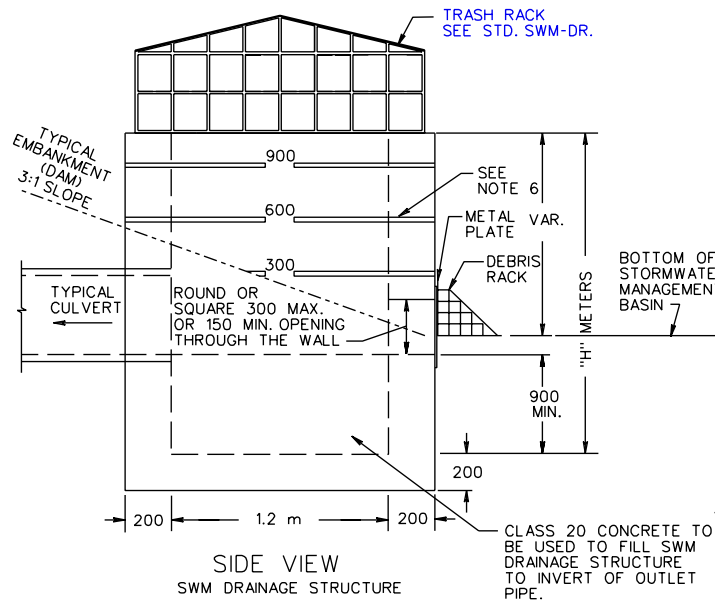 TRASH RACK
SEE STD. SWM-DR.
TYPICAL
EMBANKMENT
(DAM)
3:1 SLOPE
900
SEE
NOTE 6
600
METAL
PLATE
VAR.
300
DEBRIS
RACK
BOTTOM OF
STORMWATE
MANAGEMENT
BASIN
TYPICAL
CULVERT
ROUND OR
SQUARE 300 MAX.
OR 150 MIN. OPENING
THROUGH THE WALL
"H" METERS
900
MIN.
200
200
1.2 m
200
CLASS 20 CONCRETE TO
BE USED TO FILL SWM
DRAINAGE STRUCTURE
TO INVERT OF OUTLET
PIPE.
SIDE VIEW
SWM DRAINAGE STRUCTURE